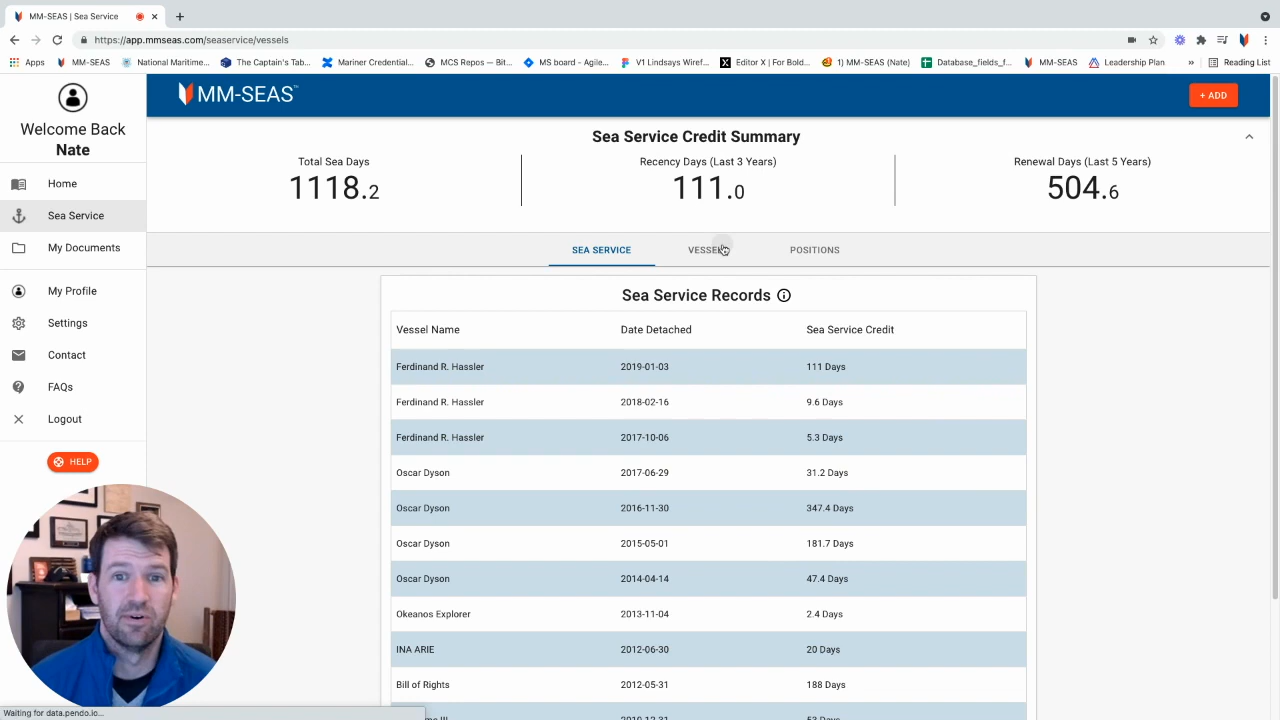 MM-SEAS | Sea Service
https://app.mmseas.com/seaservice/vessels
Apps MM-SEAS National Maritime... The Captain's Tab... Mariner Credential... MCS Repos — Bit... MS board - Agile... V1 Lindsays Wiref... Editor X | For Bold... 1) MM-SEAS (Nate) Database_fields_f... MM-SEAS Leadership Plan » Reading List
Welcome Back
Nate
Home
Sea Service
My Documents
My Profile
Settings
Contact
FAQs
Logout
HELP
MM-SEAS™
+ ADD
Sea Service Credit Summary
Total Sea Days
1118.2
Recency Days (Last 3 Years)
111.0
Renewal Days (Last 5 Years)
504.6
SEA SERVICE VESSELS POSITIONS
Sea Service Records
Vessel Name Date Detached Sea Service Credit
Ferdinand R. Hassler 2019-01-03 111 Days
Ferdinand R. Hassler 2018-02-16 9.6 Days
Ferdinand R. Hassler 2017-10-06 5.3 Days
Oscar Dyson 2017-06-29 31.2 Days
Oscar Dyson 2016-11-30 347.4 Days
Oscar Dyson 2015-05-01 181.7 Days
Oscar Dyson 2014-04-14 47.4 Days
Okeanos Explorer 2013-11-04 2.4 Days
INA ARIE 2012-06-30 20 Days
Bill of Rights 2012-05-31 188 Days
Waiting for data.pendo.io...